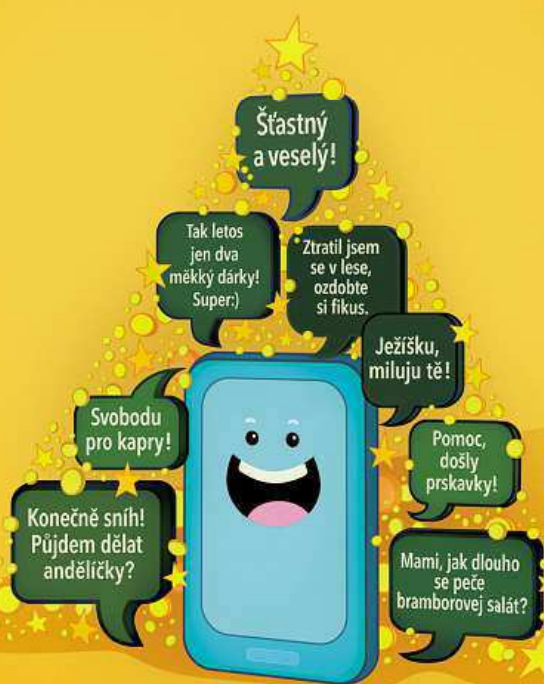 Šťastný
a veselý!
Tak letos
jen dva
měkký dárky!
Super:)
Ztratil jsem
se v lese,
ozdobte
si fikus.
Ježíšku,
miluju tě!
Svobodu
pro kapry!
Pomoc,
došly
prskavky!
Konečně sníh!
Půjdem dělat
andělíčky?
Mami, jak dlouho
se peče
bramborovej salát?